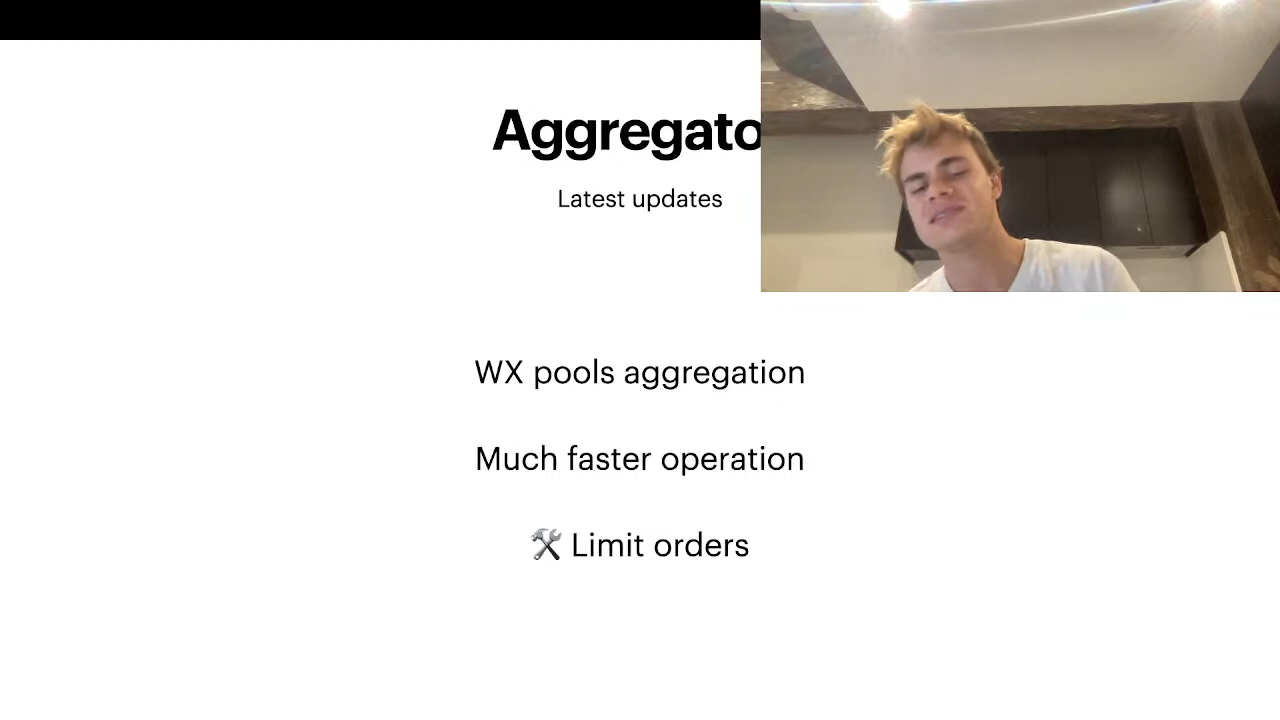 Aggregato
Latest updates
WX pools aggregation
Much faster operation
🛠 Limit orders